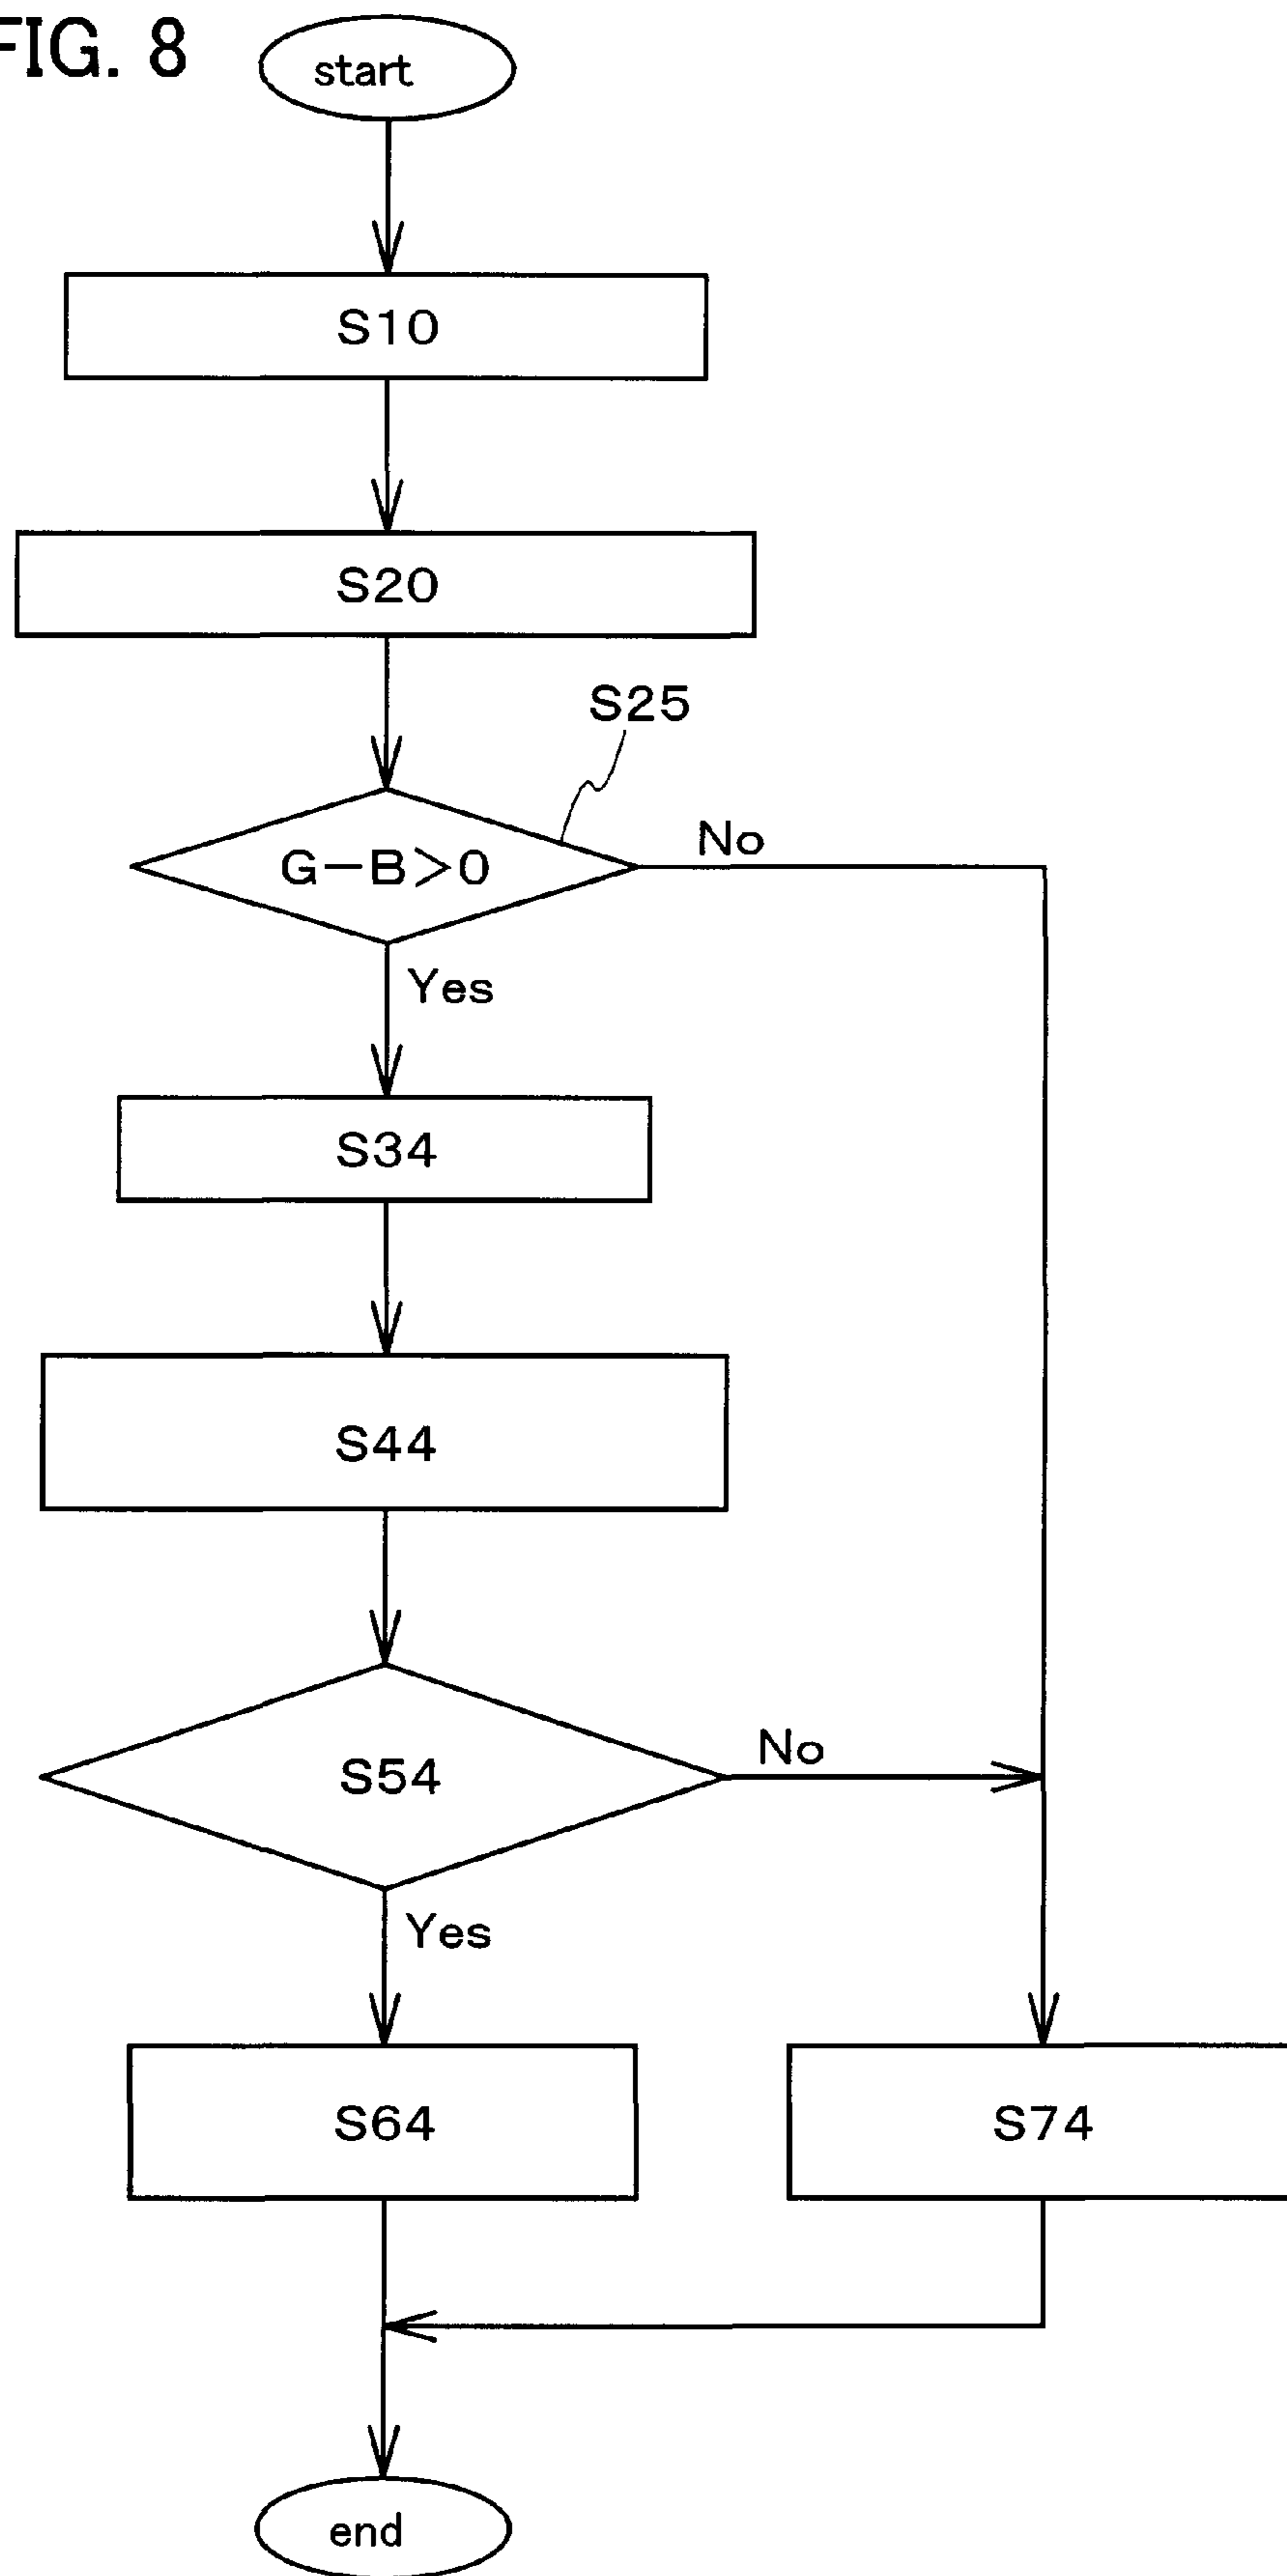 FIG. 8
start
S10
S20
S25
G-B>0
No
Yes
S34
S44
S54
No
Yes
S64
S74
end